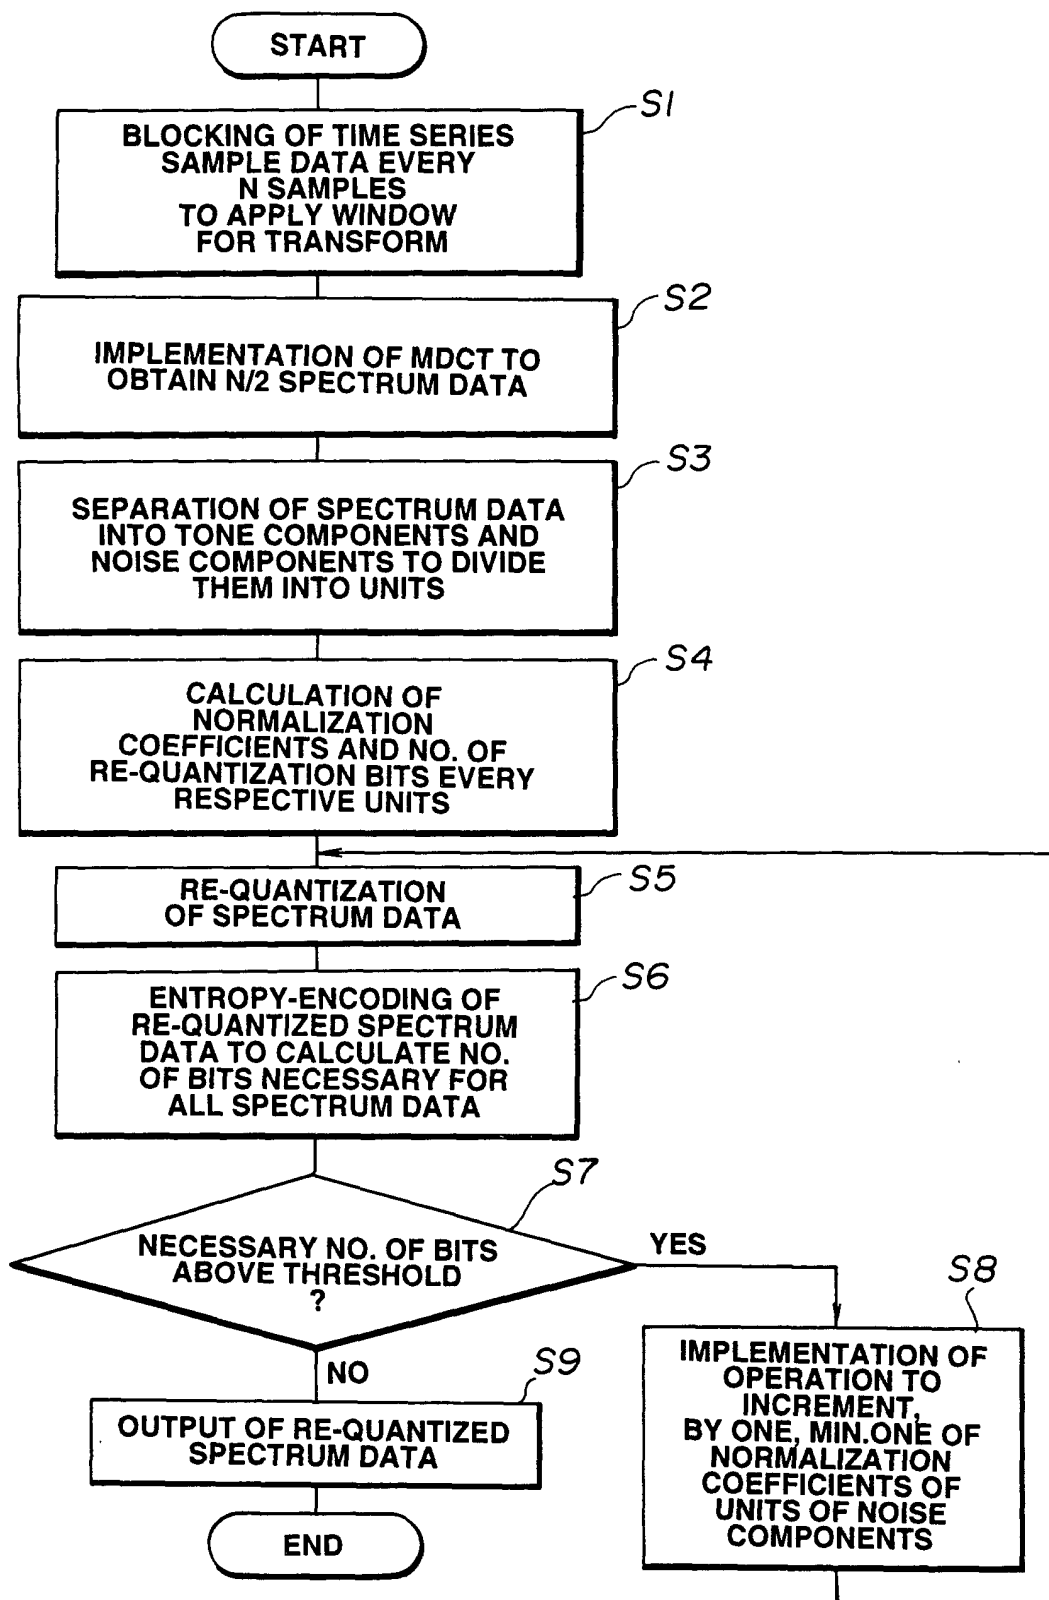 START
S1
BLOCKING OF TIME SERIES
SAMPLE DATA EVERY
N SAMPLES
TO APPLY WINDOW
FOR TRANSFORM
S2
IMPLEMENTATION OF MDCT TO
OBTAIN N/2 SPECTRUM DATA
S3
SEPARATION OF SPECTRUM DATA
INTO TONE COMPONENTS AND
NOISE COMPONENTS TO DIVIDE
THEM INTO UNITS
S4
CALCULATION OF
NORMALIZATION
COEFFICIENTS AND NO. OF
RE-QUANTIZATION BITS EVERY
RESPECTIVE UNITS
S5
RE-QUANTIZATION
OF SPECTRUM DATA
S6
ENTROPY-ENCODING OF
RE-QUANTIZED SPECTRUM
DATA TO CALCULATE NO.
OF BITS NECESSARY FOR
ALL SPECTRUM DATA
S7
NECESSARY NO. OF BITS
ABOVE THRESHOLD
?
YES
S8
IMPLEMENTATION OF
OPERATION TO
INCREMENT,
BY ONE, MIN.ONE OF
NORMALIZATION
COEFFICIENTS OF
UNITS OF NOISE
COMPONENTS
NO
S9
OUTPUT OF RE-QUANTIZED
SPECTRUM DATA
END